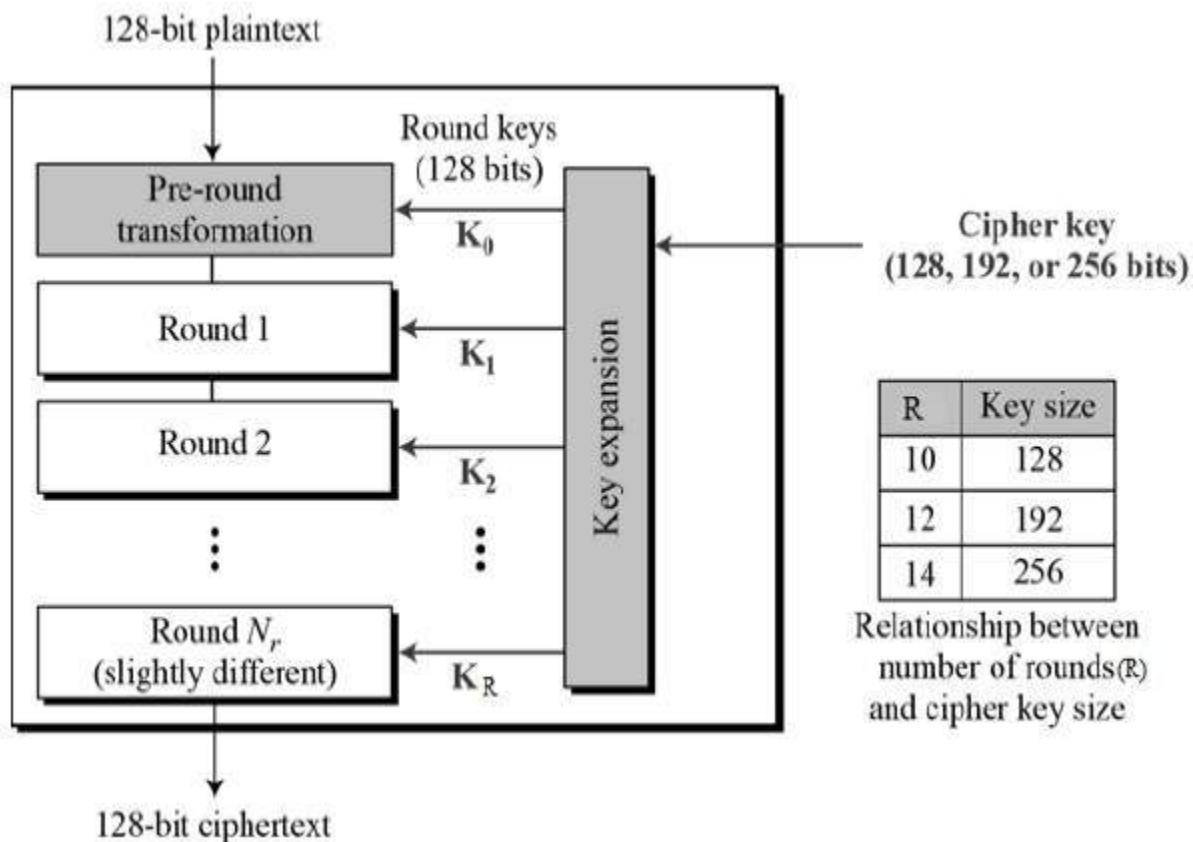 128-bit plaintext
Round keys
(128 bits)
Pre-round
transformation
K0
Cipher key
(128, 192, or 256 bits)
Round 1
K1
Key expansion
Round 2
K2
R Key size
10 128
12 192
14 256
Relationship between
number of rounds(R)
and cipher key size
Round Nr
(slightly different)
KR
128-bit ciphertext